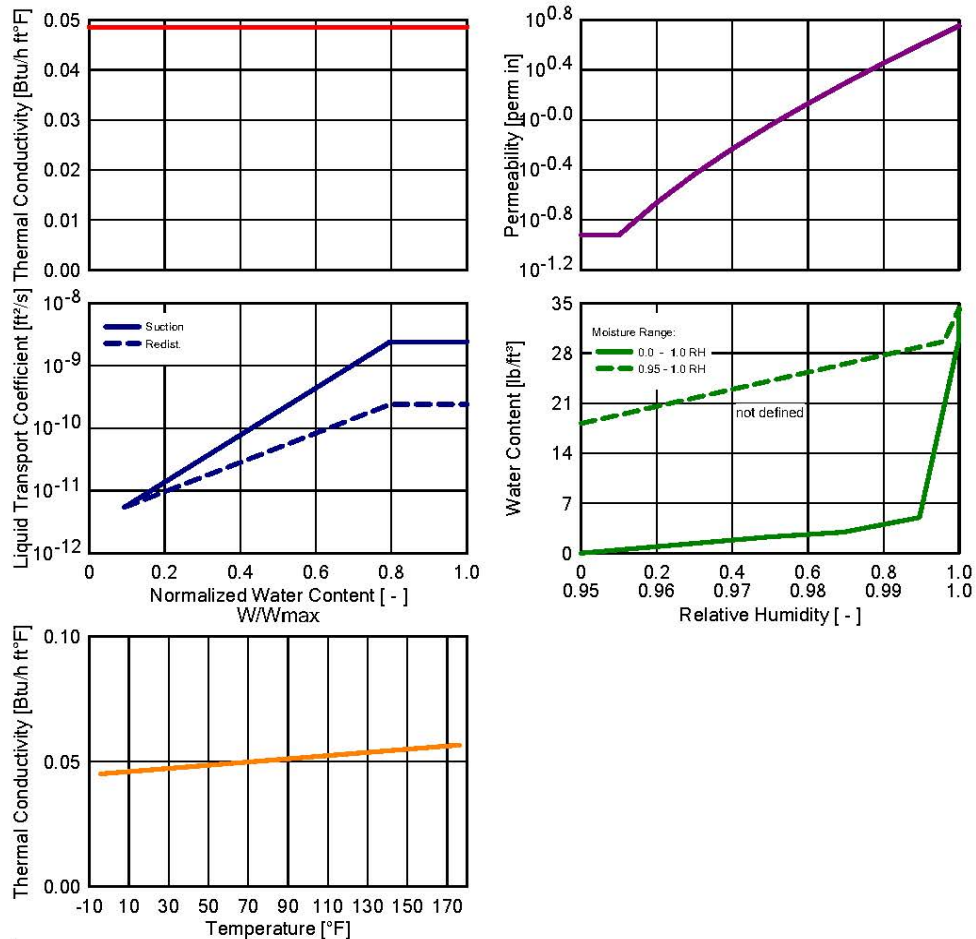 Thermal Conductivity [Btu/h ft°F]
0.05
0.04
0.03
0.02
0.01
0.00
Permeability [perm in]
10^0.4
10^-0.0
10^-0.4
10^-0.8
10^-1.2
Liquid Transport Coefficient [ft²/s]
10^-8
10^-9
10^-10
10^-11
10^-12
Suction
Redist.
0 0.2 0.4 0.6 0.8 1.0
Normalized Water Content [ - ]
W/Wmax
Water Content [lb/ft³]
35
28
21
14
7
0
Moisture Range:
0.0 - 1.0 RH
0.95 - 1.0 RH
not defined
0 0.2 0.4 0.6 0.8 1.0
0.95 0.96 0.97 0.98 0.99 1.0
Relative Humidity [ - ]
Thermal Conductivity [Btu/h ft°F]
0.10
0.05
0.00
-10 10 30 50 70 90 110 130 150 170
Temperature [°F]